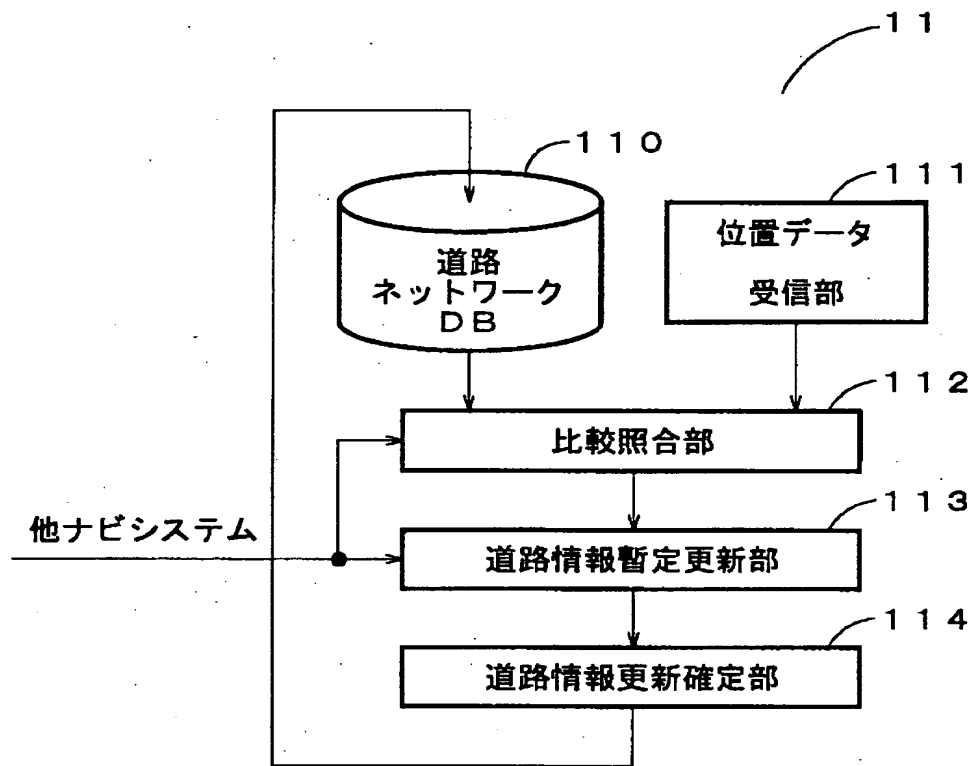 １１
１１０
１１１
道路
ネットワーク
ＤＢ
位置データ
受信部
１１２
比較照合部
他ナビシステム
１１３
道路情報暫定更新部
１１４
道路情報更新確定部